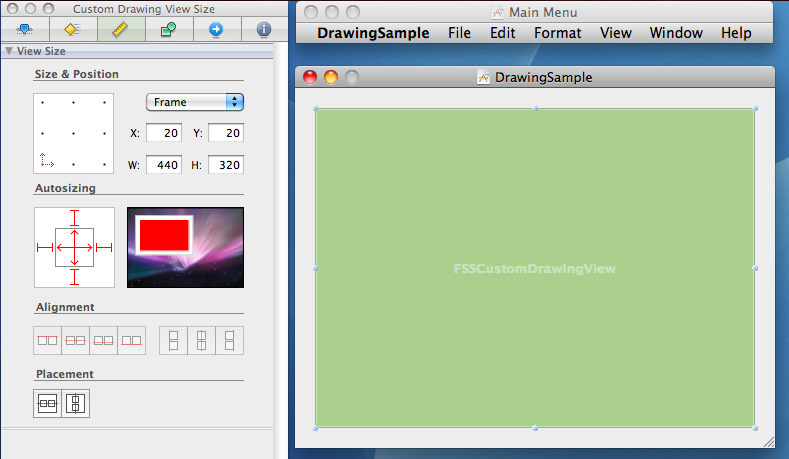 Custom Drawing View Size
View Size
Size & Position
Frame
X: 20 Y: 20
W: 440 H: 320
Autosizing
Alignment
Placement
Main Menu
DrawingSample File Edit Format View Window Help
DrawingSample
FSSCustomDrawingView